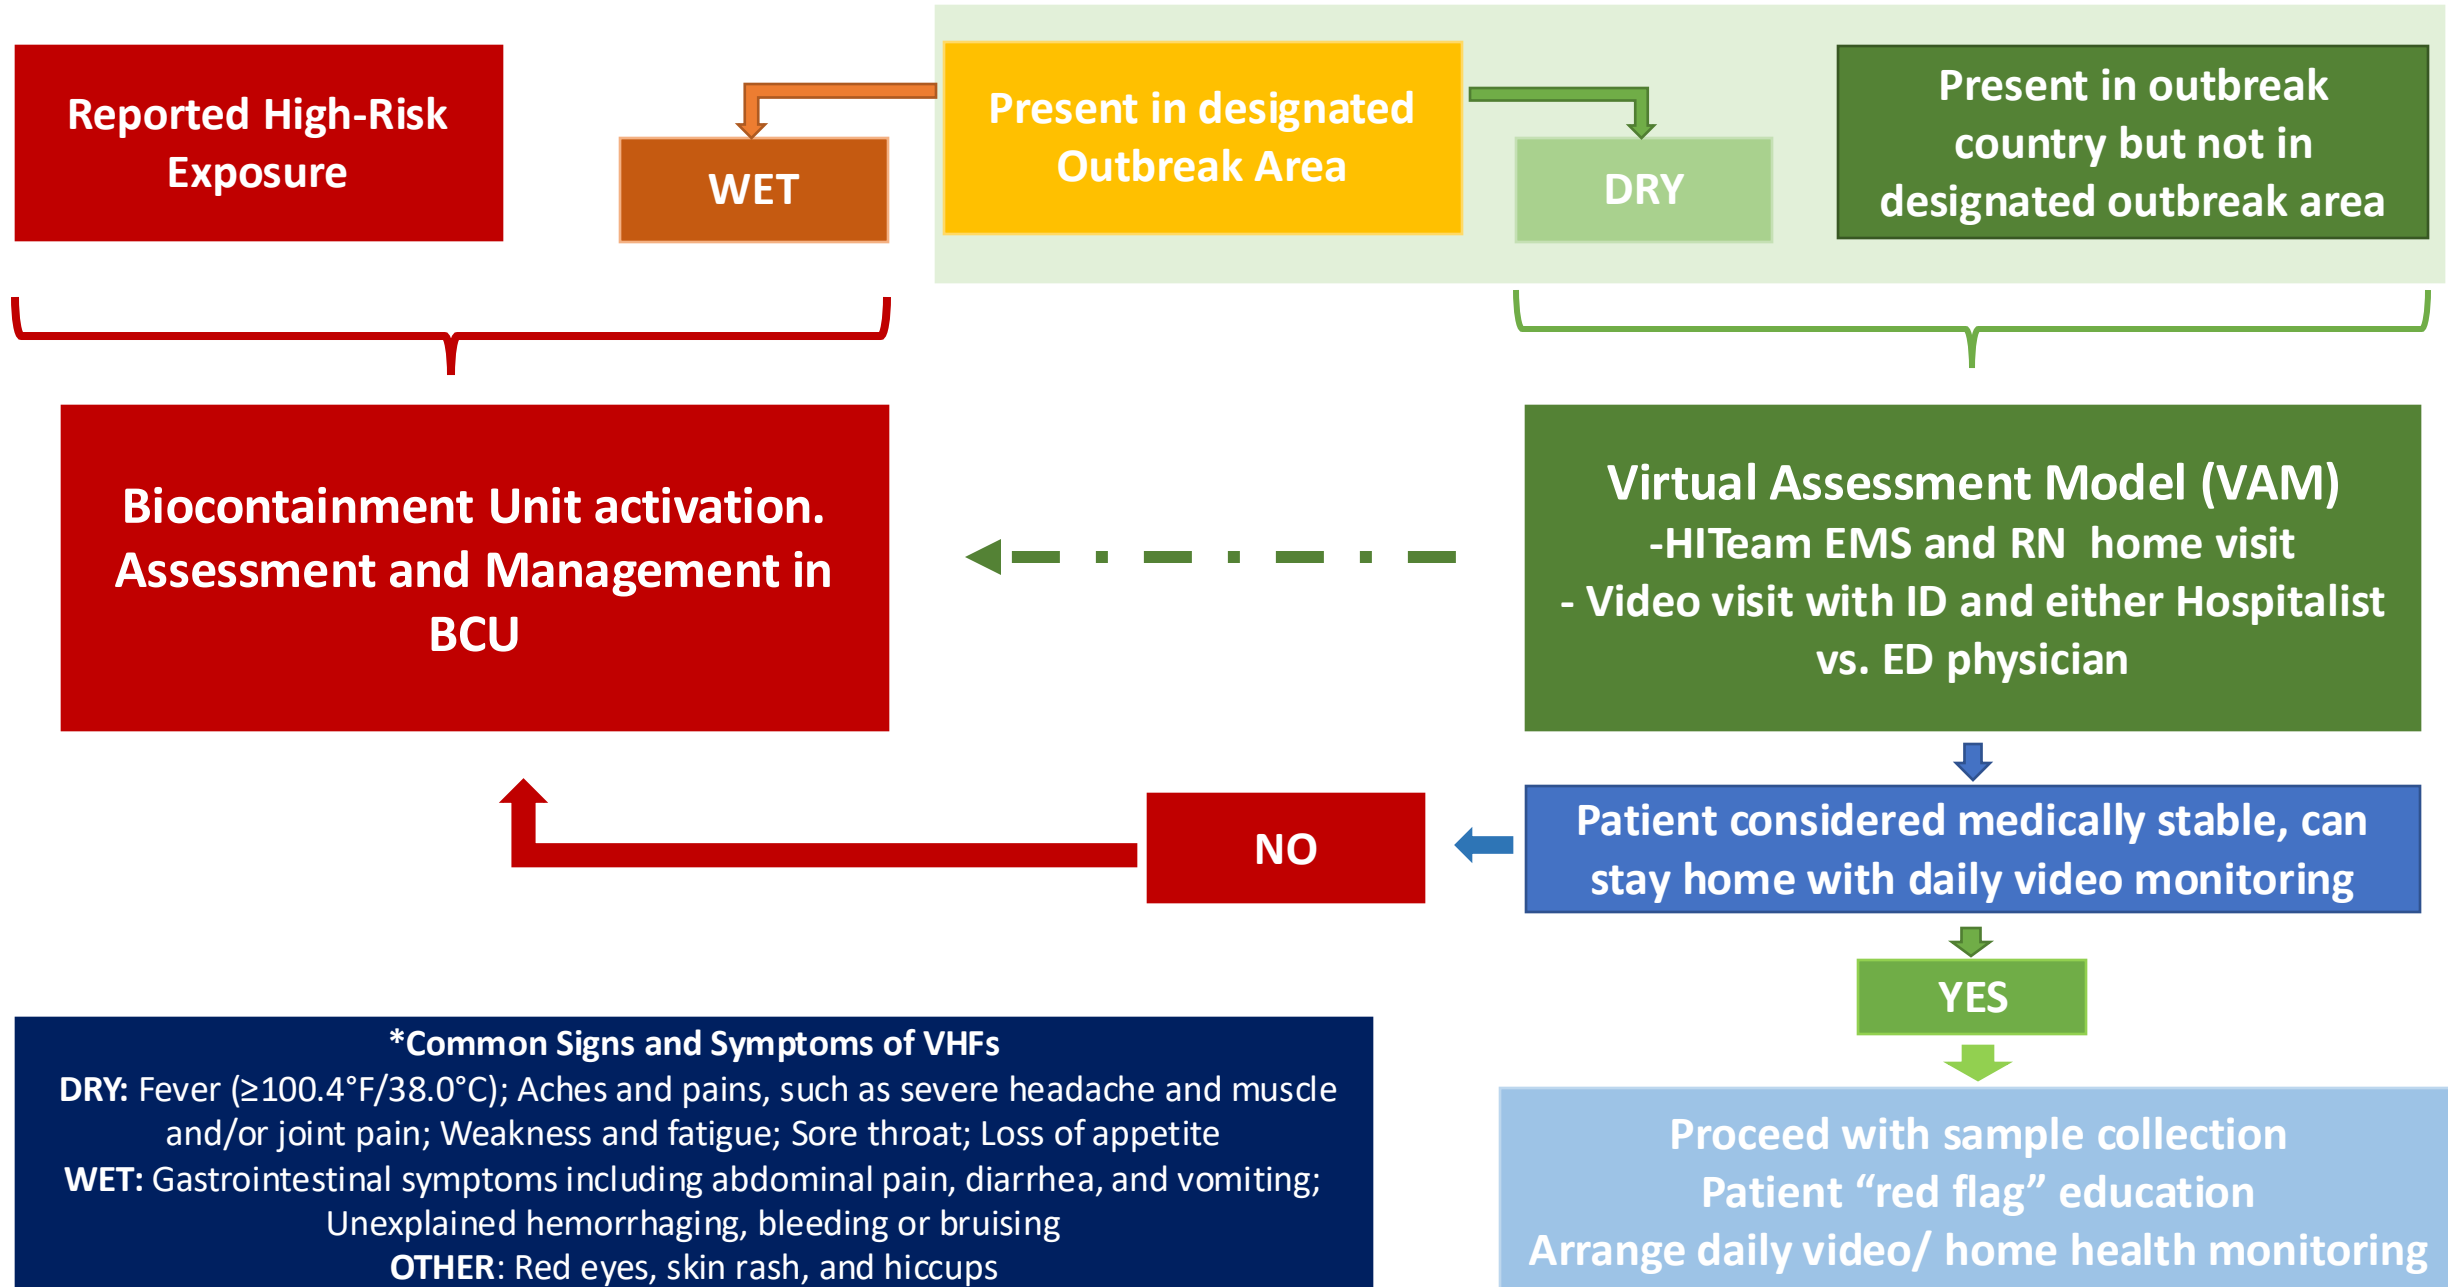 Reported High-Risk
Exposure
WET
Present in designated
Outbreak Area
DRY
Present in outbreak
country but not in
designated outbreak area
Biocontainment Unit activation.
Assessment and Management in
BCU
Virtual Assessment Model (VAM)
-HITeam EMS and RN home visit
- Video visit with ID and either Hospitalist
vs. ED physician
NO
Patient considered medically stable, can
stay home with daily video monitoring
YES
*Common Signs and Symptoms of VHFs
DRY: Fever (≥100.4°F/38.0°C); Aches and pains, such as severe headache and muscle
and/or joint pain; Weakness and fatigue; Sore throat; Loss of appetite
WET: Gastrointestinal symptoms including abdominal pain, diarrhea, and vomiting;
Unexplained hemorrhaging, bleeding or bruising
OTHER: Red eyes, skin rash, and hiccups
Proceed with sample collection
Patient “red flag” education
Arrange daily video/ home health monitoring